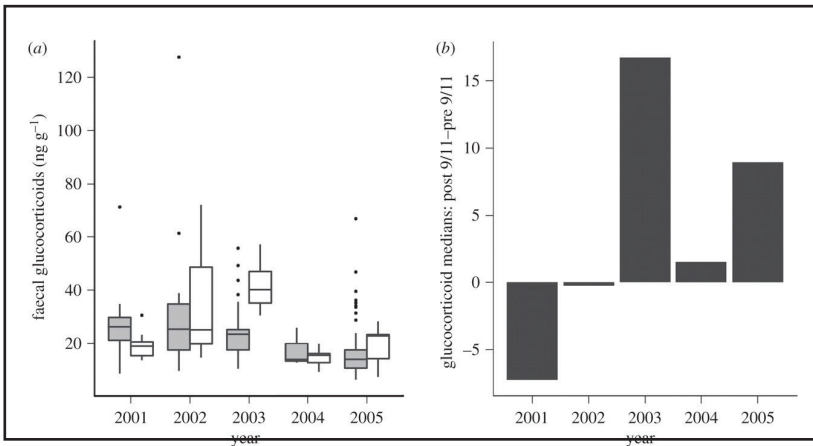 (a)
faecal glucocorticoids (ng g⁻¹)
120
100
80
60
40
20
2001 2002 2003 2004 2005
year
(b)
glucocorticoid medians: post 9/11–pre 9/11
15
10
5
0
–5
2001 2002 2003 2004 2005
year